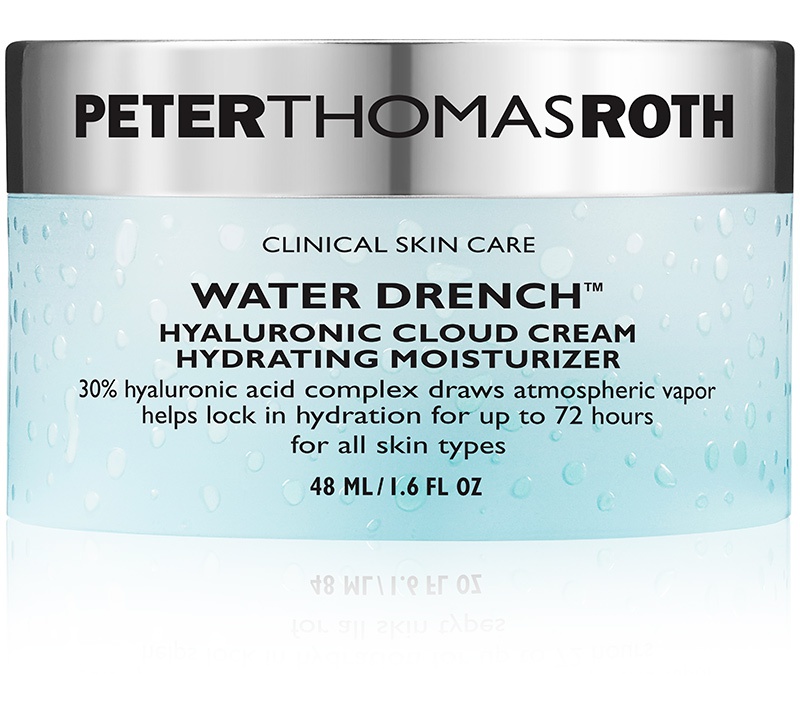 PETERTHOMASROTH
CLINICAL SKIN CARE
WATER DRENCH™
HYALURONIC CLOUD CREAM
HYDRATING MOISTURIZER
30% hyaluronic acid complex draws atmospheric vapor
helps lock in hydration for up to 72 hours
for all skin types
48 ML/1.6 FL OZ